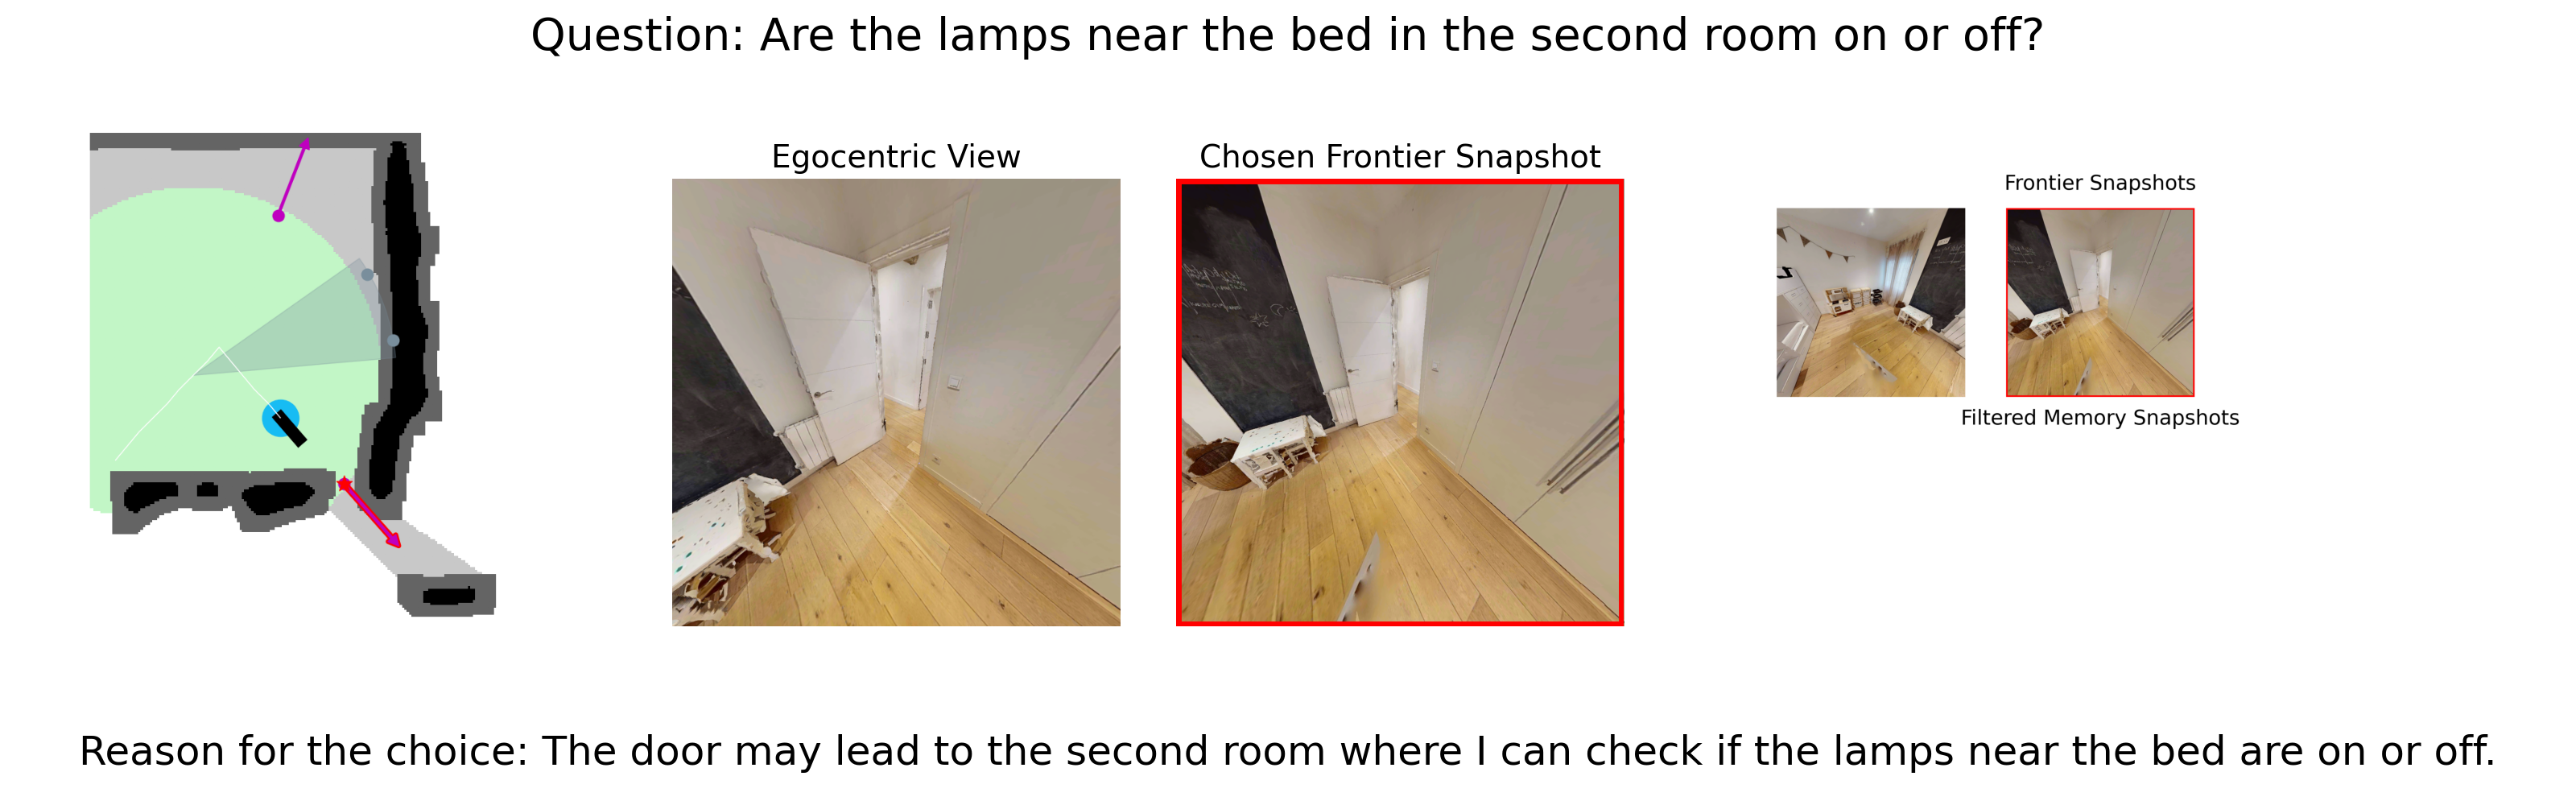 Question: Are the lamps near the bed in the second room on or off?
Egocentric View
Chosen Frontier Snapshot
Frontier Snapshots
Filtered Memory Snapshots
Reason for the choice: The door may lead to the second room where I can check if the lamps near the bed are on or off.